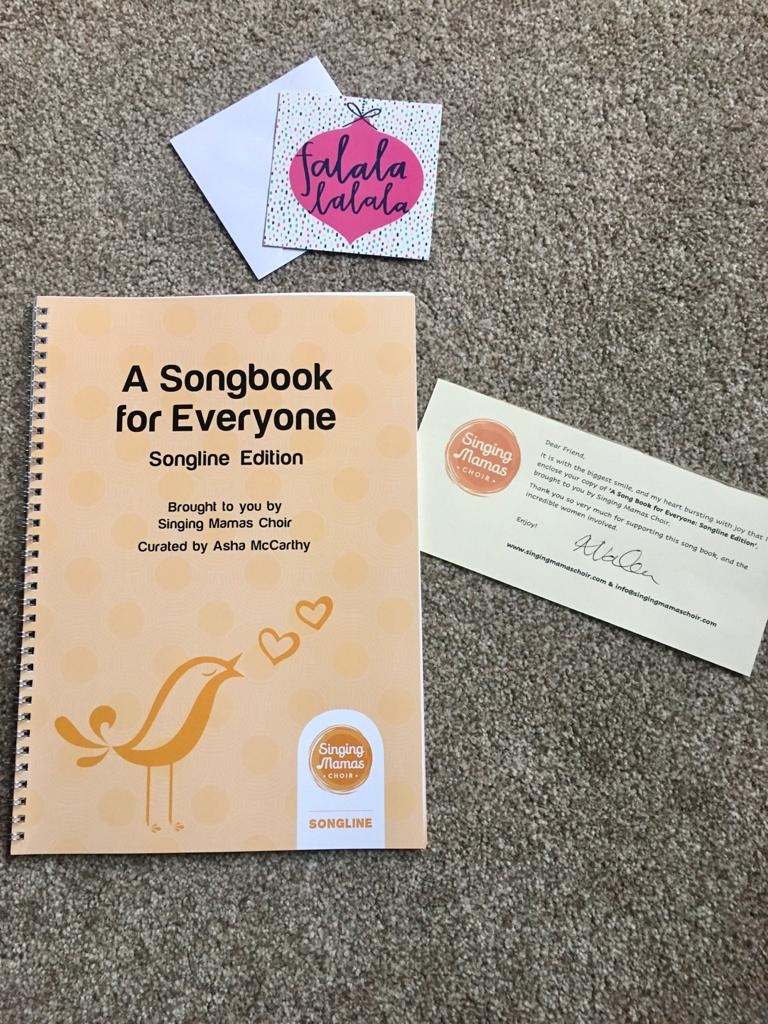 falala
lalala
A Songbook
for Everyone
Songline Edition
Brought to you by
Singing Mamas Choir
Curated by Asha McCarthy
Singing
Mamas
• CHOIR •
SONGLINE
Singing
Mamas
• CHOIR •
Dear Friend,
It is with the biggest smile, and my heart bursting with joy that I
enclose your copy of 'A Song Book for Everyone: Songline Edition',
brought to you by Singing Mamas Choir.
Thank you so very much for supporting this song book, and the
incredible women involved.
Enjoy!
www.singingmamaschoir.com & info@singingmamaschoir.com